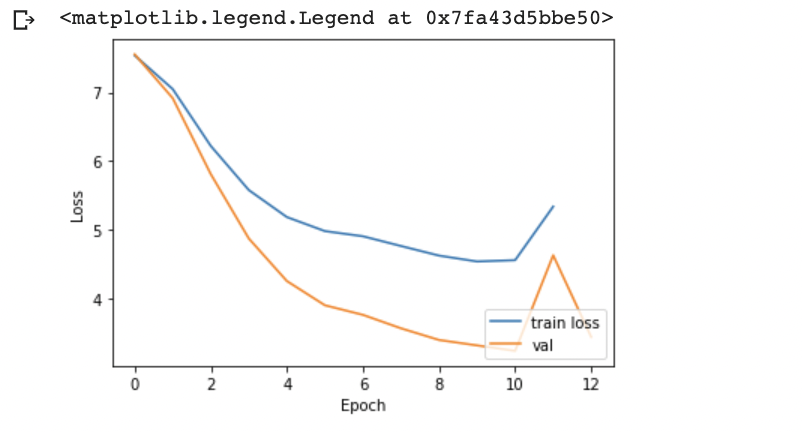 <matplotlib.legend.Legend at 0x7fa43d5bbe50>
7
6
5
4
Loss
train loss
val
0 2 4 6 8 10 12
Epoch